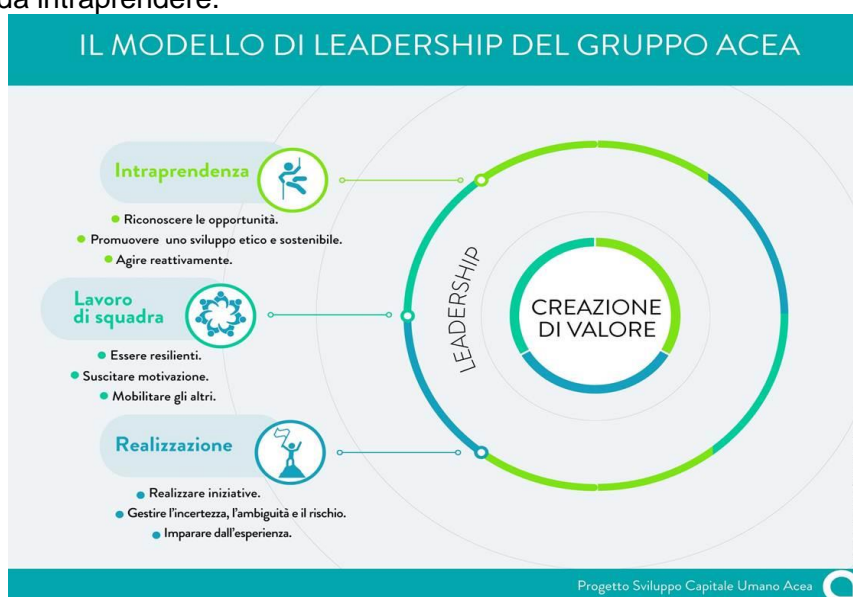 da intraprendere.
IL MODELLO DI LEADERSHIP DEL GRUPPO ACEA
Intraprendenza
Riconoscere le opportunità.
Promuovere uno sviluppo etico e sostenibile.
Agire reattivamente.
Lavoro
di squadra
Essere resilienti.
Suscitare motivazione.
Mobilitare gli altri.
Realizzazione
Realizzare iniziative.
Gestire l'incertezza, l'ambiguità e il rischio.
Imparare dall'esperienza.
LEADERSHIP
CREAZIONE
DI VALORE
Progetto Sviluppo Capitale Umano Acea